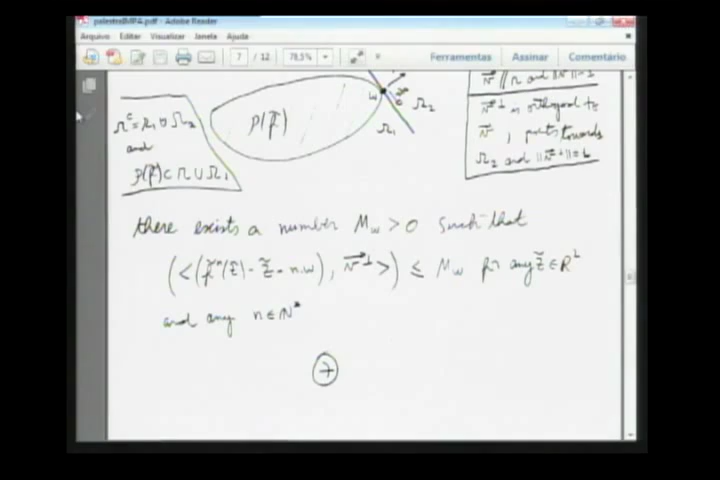 palestraIMPA.pdf - Adobe Reader
Arquivo Editar Visualizar Janela Ajuda
7 / 12 78,5% Ferramentas Assinar Comentário
N⃗ // r and ||N⃗|| = 1
N⃗^⊥ is orthogonal to
N⃗, points towards
Ω₂ and ||N⃗^⊥|| = 1
w
Ω₂
Ω₁
ρ(f̃)
r^c = Ω₁ ∪ Ω₂
and
ρ(f̃) ⊂ r ∪ Ω₁
there exists a number M_w > 0 such that
(<(f̃ⁿ(z̃) - z̃ - n.w), N⃗^⊥>) ≤ M_w for any z̃ ∈ R²
and any n ∈ N*
7